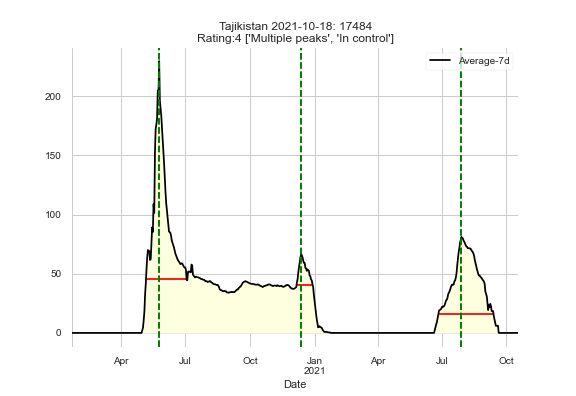 Tajikistan 2021-10-18: 17484
Rating:4 ['Multiple peaks', 'In control']
Average-7d
200
150
100
50
0
Apr Jul Oct Jan Apr Jul Oct
2021
Date